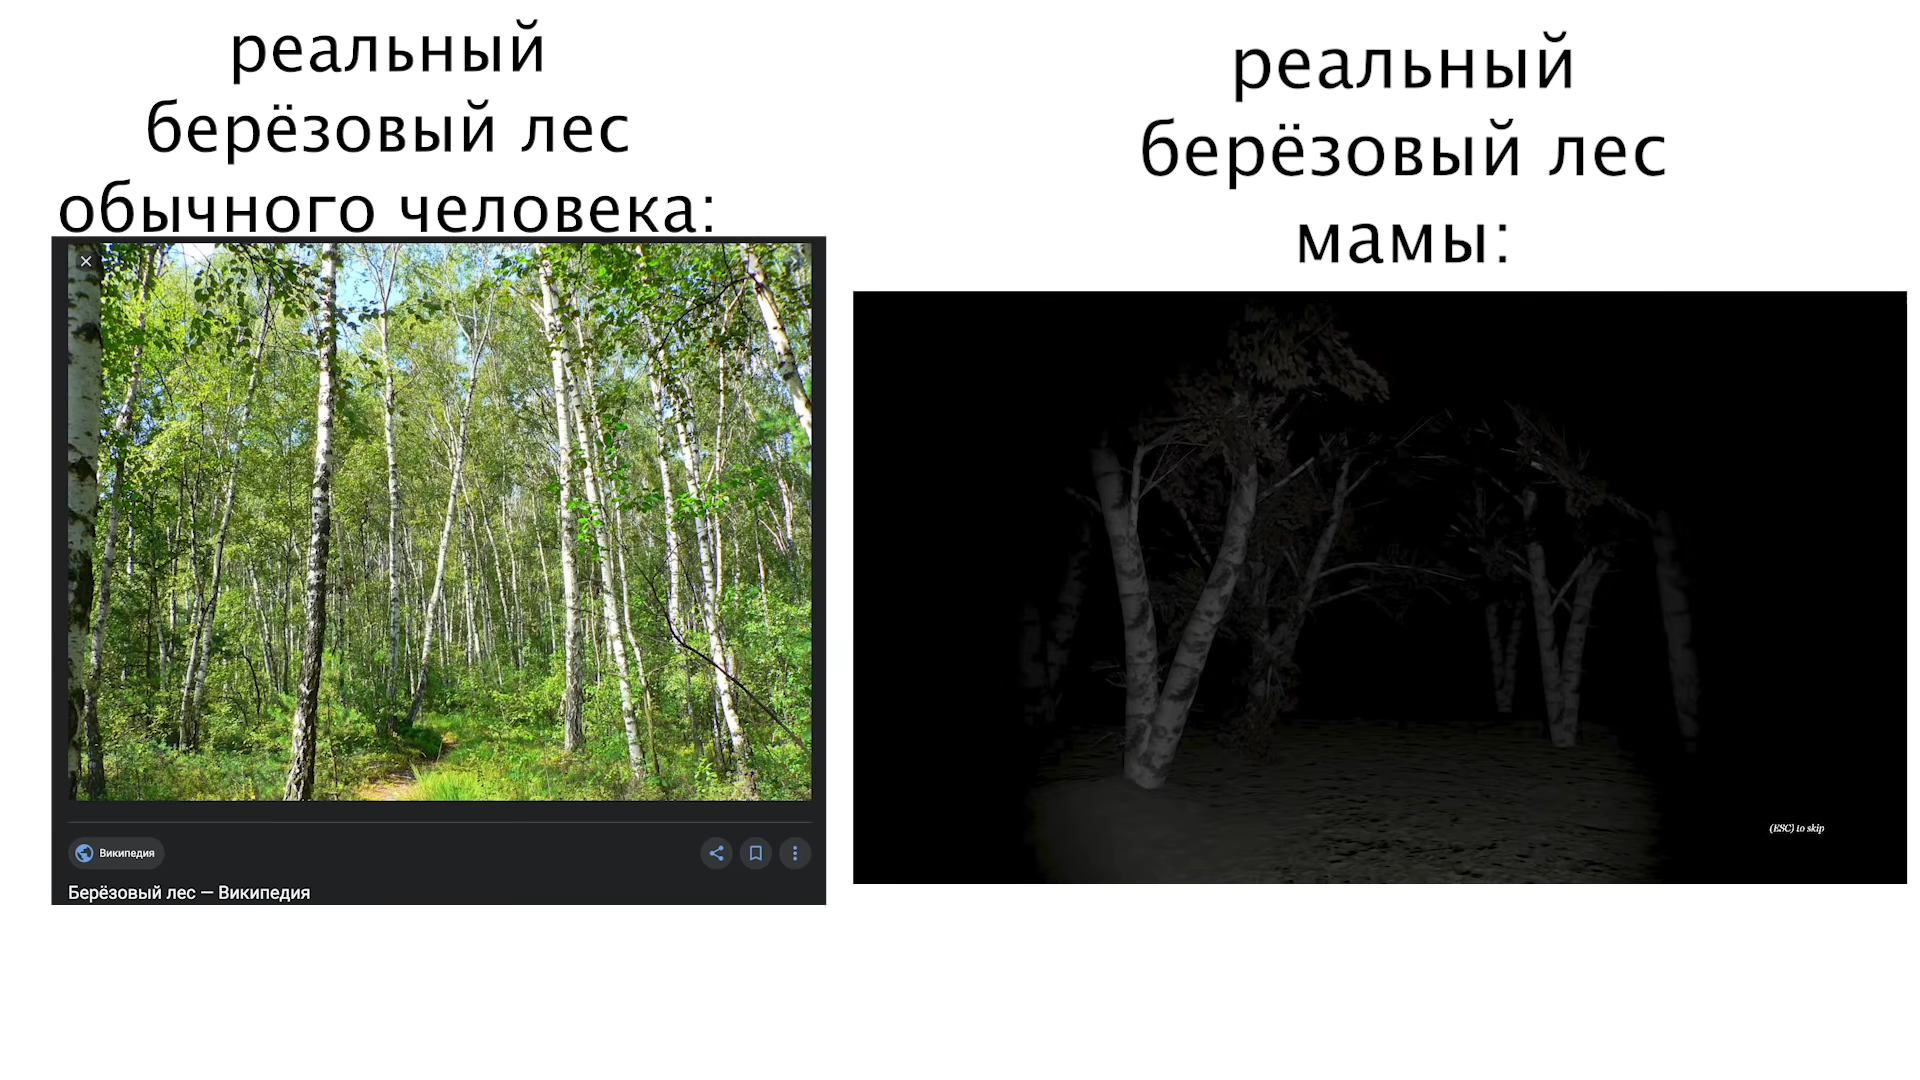 реальный
берёзовый лес
обычного человека:
реальный
берёзовый лес
мамы:
(ESC) to skip
Википедия
Берёзовый лес — Википедия